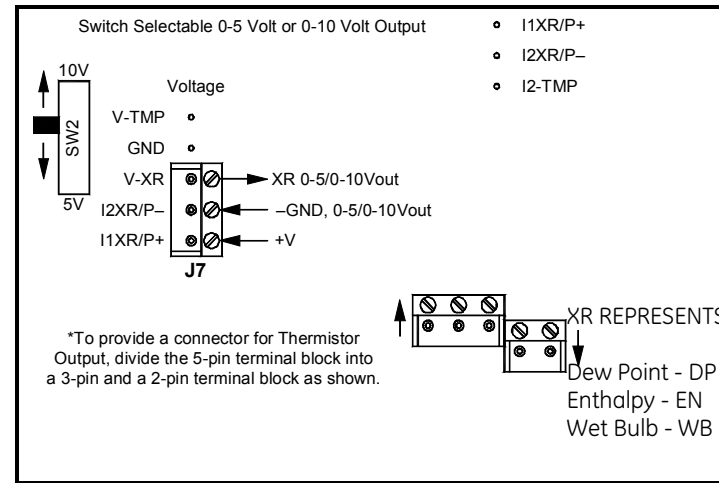 Switch Selectable 0-5 Volt or 0-10 Volt Output
I1XR/P+
I2XR/P–
I2-TMP
10V
SW2
5V
Voltage
V-TMP
GND
V-XR
XR 0-5/0-10Vout
I2XR/P–
–GND, 0-5/0-10Vout
I1XR/P+
+V
J7
*To provide a connector for Thermistor
Output, divide the 5-pin terminal block into
a 3-pin and a 2-pin terminal block as shown.
XR REPRESENTS
Dew Point - DP
Enthalpy - EN
Wet Bulb - WB